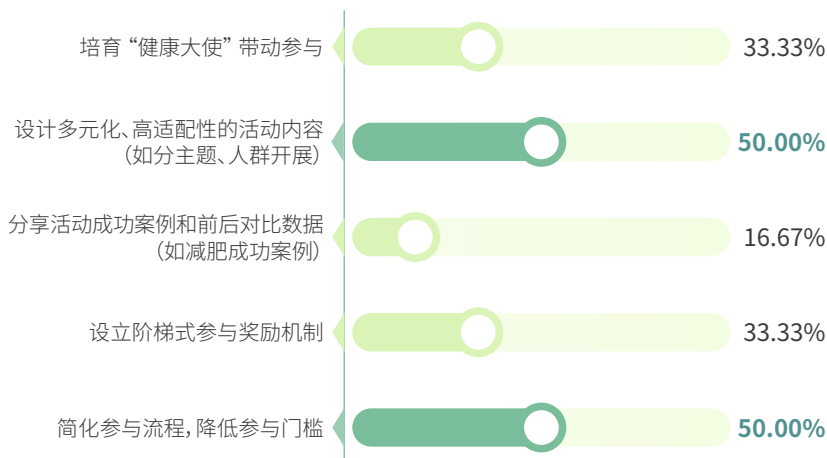 培育“健康大使”带动参与
33.33%
设计多元化、高适配性的活动内容
(如分主题、人群开展)
50.00%
分享活动成功案例和前后对比数据
(如减肥成功案例)
16.67%
设立阶梯式参与奖励机制
33.33%
简化参与流程,降低参与门槛
50.00%